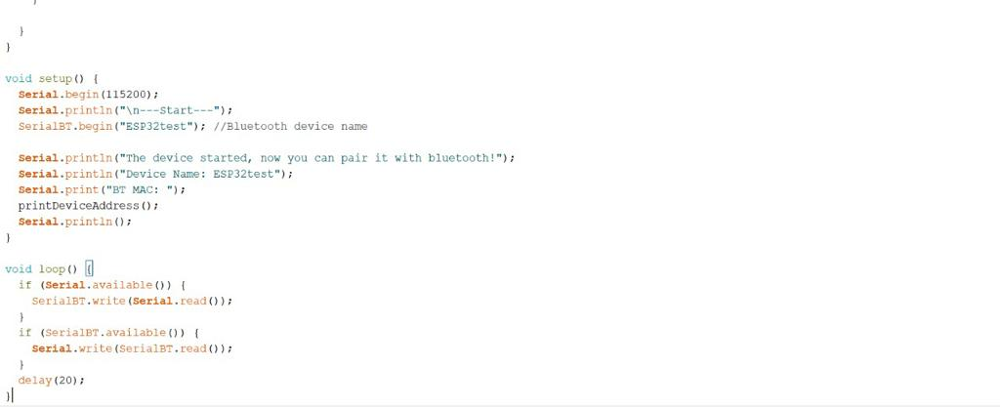 }
}
}
void setup() {
Serial.begin(115200);
Serial.println("\n---Start---");
SerialBT.begin("ESP32test"); //Bluetooth device name
Serial.println("The device started, now you can pair it with bluetooth!");
Serial.println("Device Name: ESP32test");
Serial.print("BT MAC: ");
printDeviceAddress();
Serial.println();
}
void loop() {
if (Serial.available()) {
SerialBT.write(Serial.read());
}
if (SerialBT.available()) {
Serial.write(SerialBT.read());
}
delay(20);
}